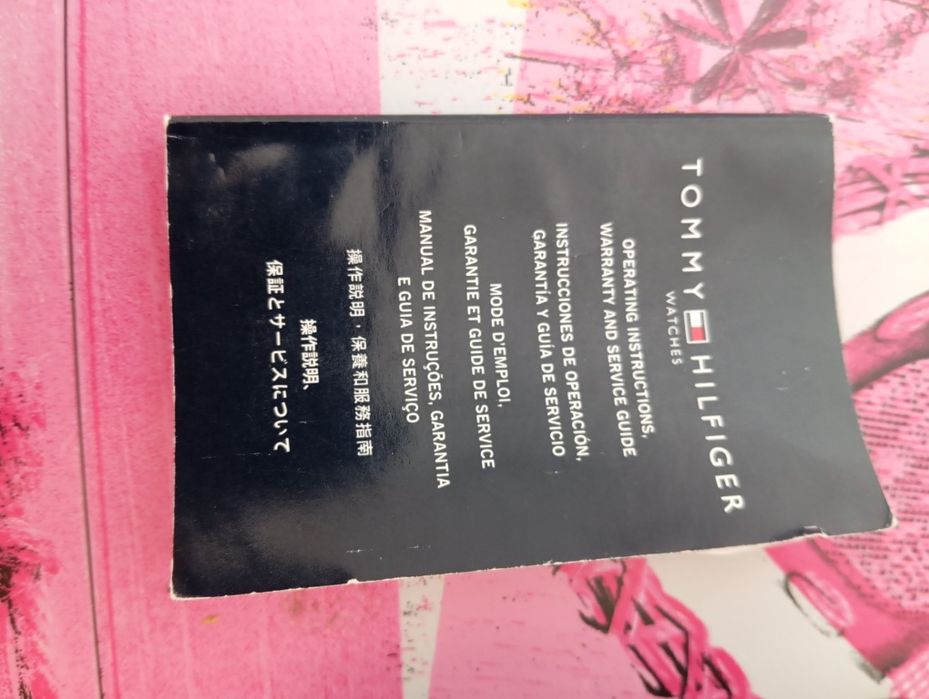 TOMMY HILFIGER
WATCHES
OPERATING INSTRUCTIONS,
WARRANTY AND SERVICE GUIDE
INSTRUCCIONES DE OPERACIÓN,
GARANTÍA Y GUÍA DE SERVICIO
MODE D'EMPLOI,
GARANTIE ET GUIDE DE SERVICE
MANUAL DE INSTRUÇÕES, GARANTIA
E GUIA DE SERVIÇO
操作説明，保養和服務指南
操作説明、
保証とサービスについて